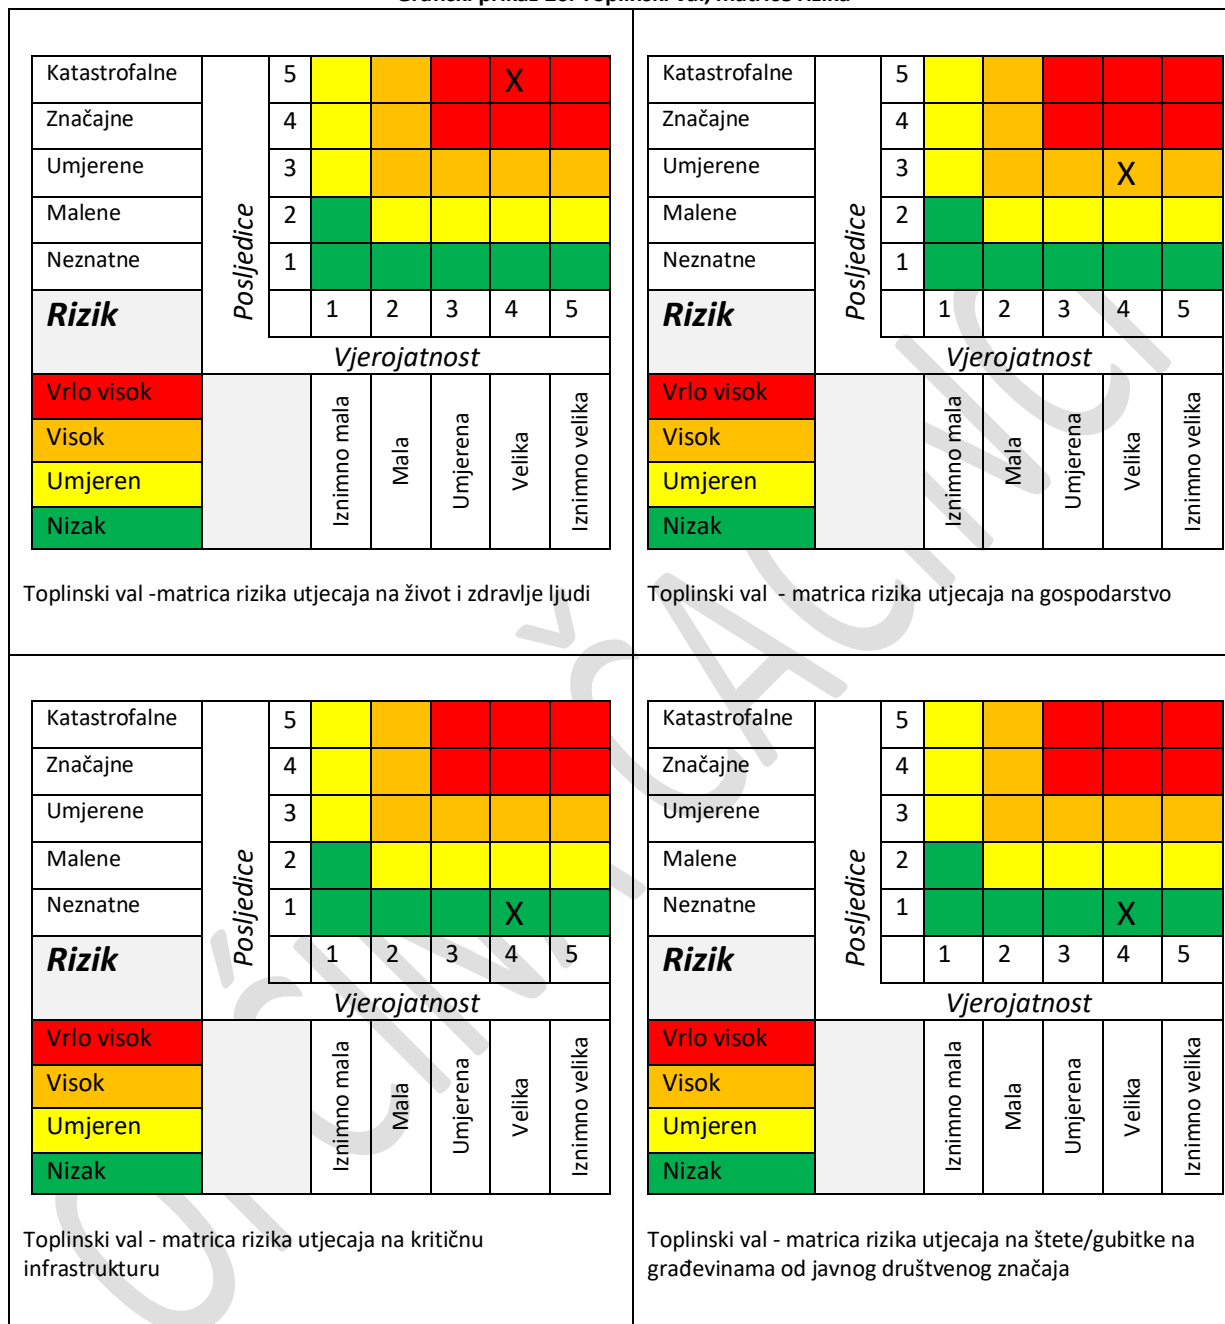 Katastrofalne 5 X
Značajne 4
Umjerene 3
Malene 2
Neznatne 1
Posljedice
Rizik 1 2 3 4 5
Vjerojatnost
Vrlo visok
Visok
Umjeren
Nizak
Iznimno mala
Mala
Umjerena
Velika
Iznimno velika
Toplinski val -matrica rizika utjecaja na život i zdravlje ljudi
Katastrofalne 5
Značajne 4
Umjerene 3 X
Malene 2
Neznatne 1
Posljedice
Rizik 1 2 3 4 5
Vjerojatnost
Vrlo visok
Visok
Umjeren
Nizak
Iznimno mala
Mala
Umjerena
Velika
Iznimno velika
Toplinski val - matrica rizika utjecaja na gospodarstvo
Katastrofalne 5
Značajne 4
Umjerene 3
Malene 2
Neznatne 1 X
Posljedice
Rizik 1 2 3 4 5
Vjerojatnost
Vrlo visok
Visok
Umjeren
Nizak
Iznimno mala
Mala
Umjerena
Velika
Iznimno velika
Toplinski val - matrica rizika utjecaja na kritičnu
infrastrukturu
Katastrofalne 5
Značajne 4
Umjerene 3
Malene 2
Neznatne 1 X
Posljedice
Rizik 1 2 3 4 5
Vjerojatnost
Vrlo visok
Visok
Umjeren
Nizak
Iznimno mala
Mala
Umjerena
Velika
Iznimno velika
Toplinski val - matrica rizika utjecaja na štete/gubitke na
građevinama od javnog društvenog značaja
OPĆINA ČAČINCI